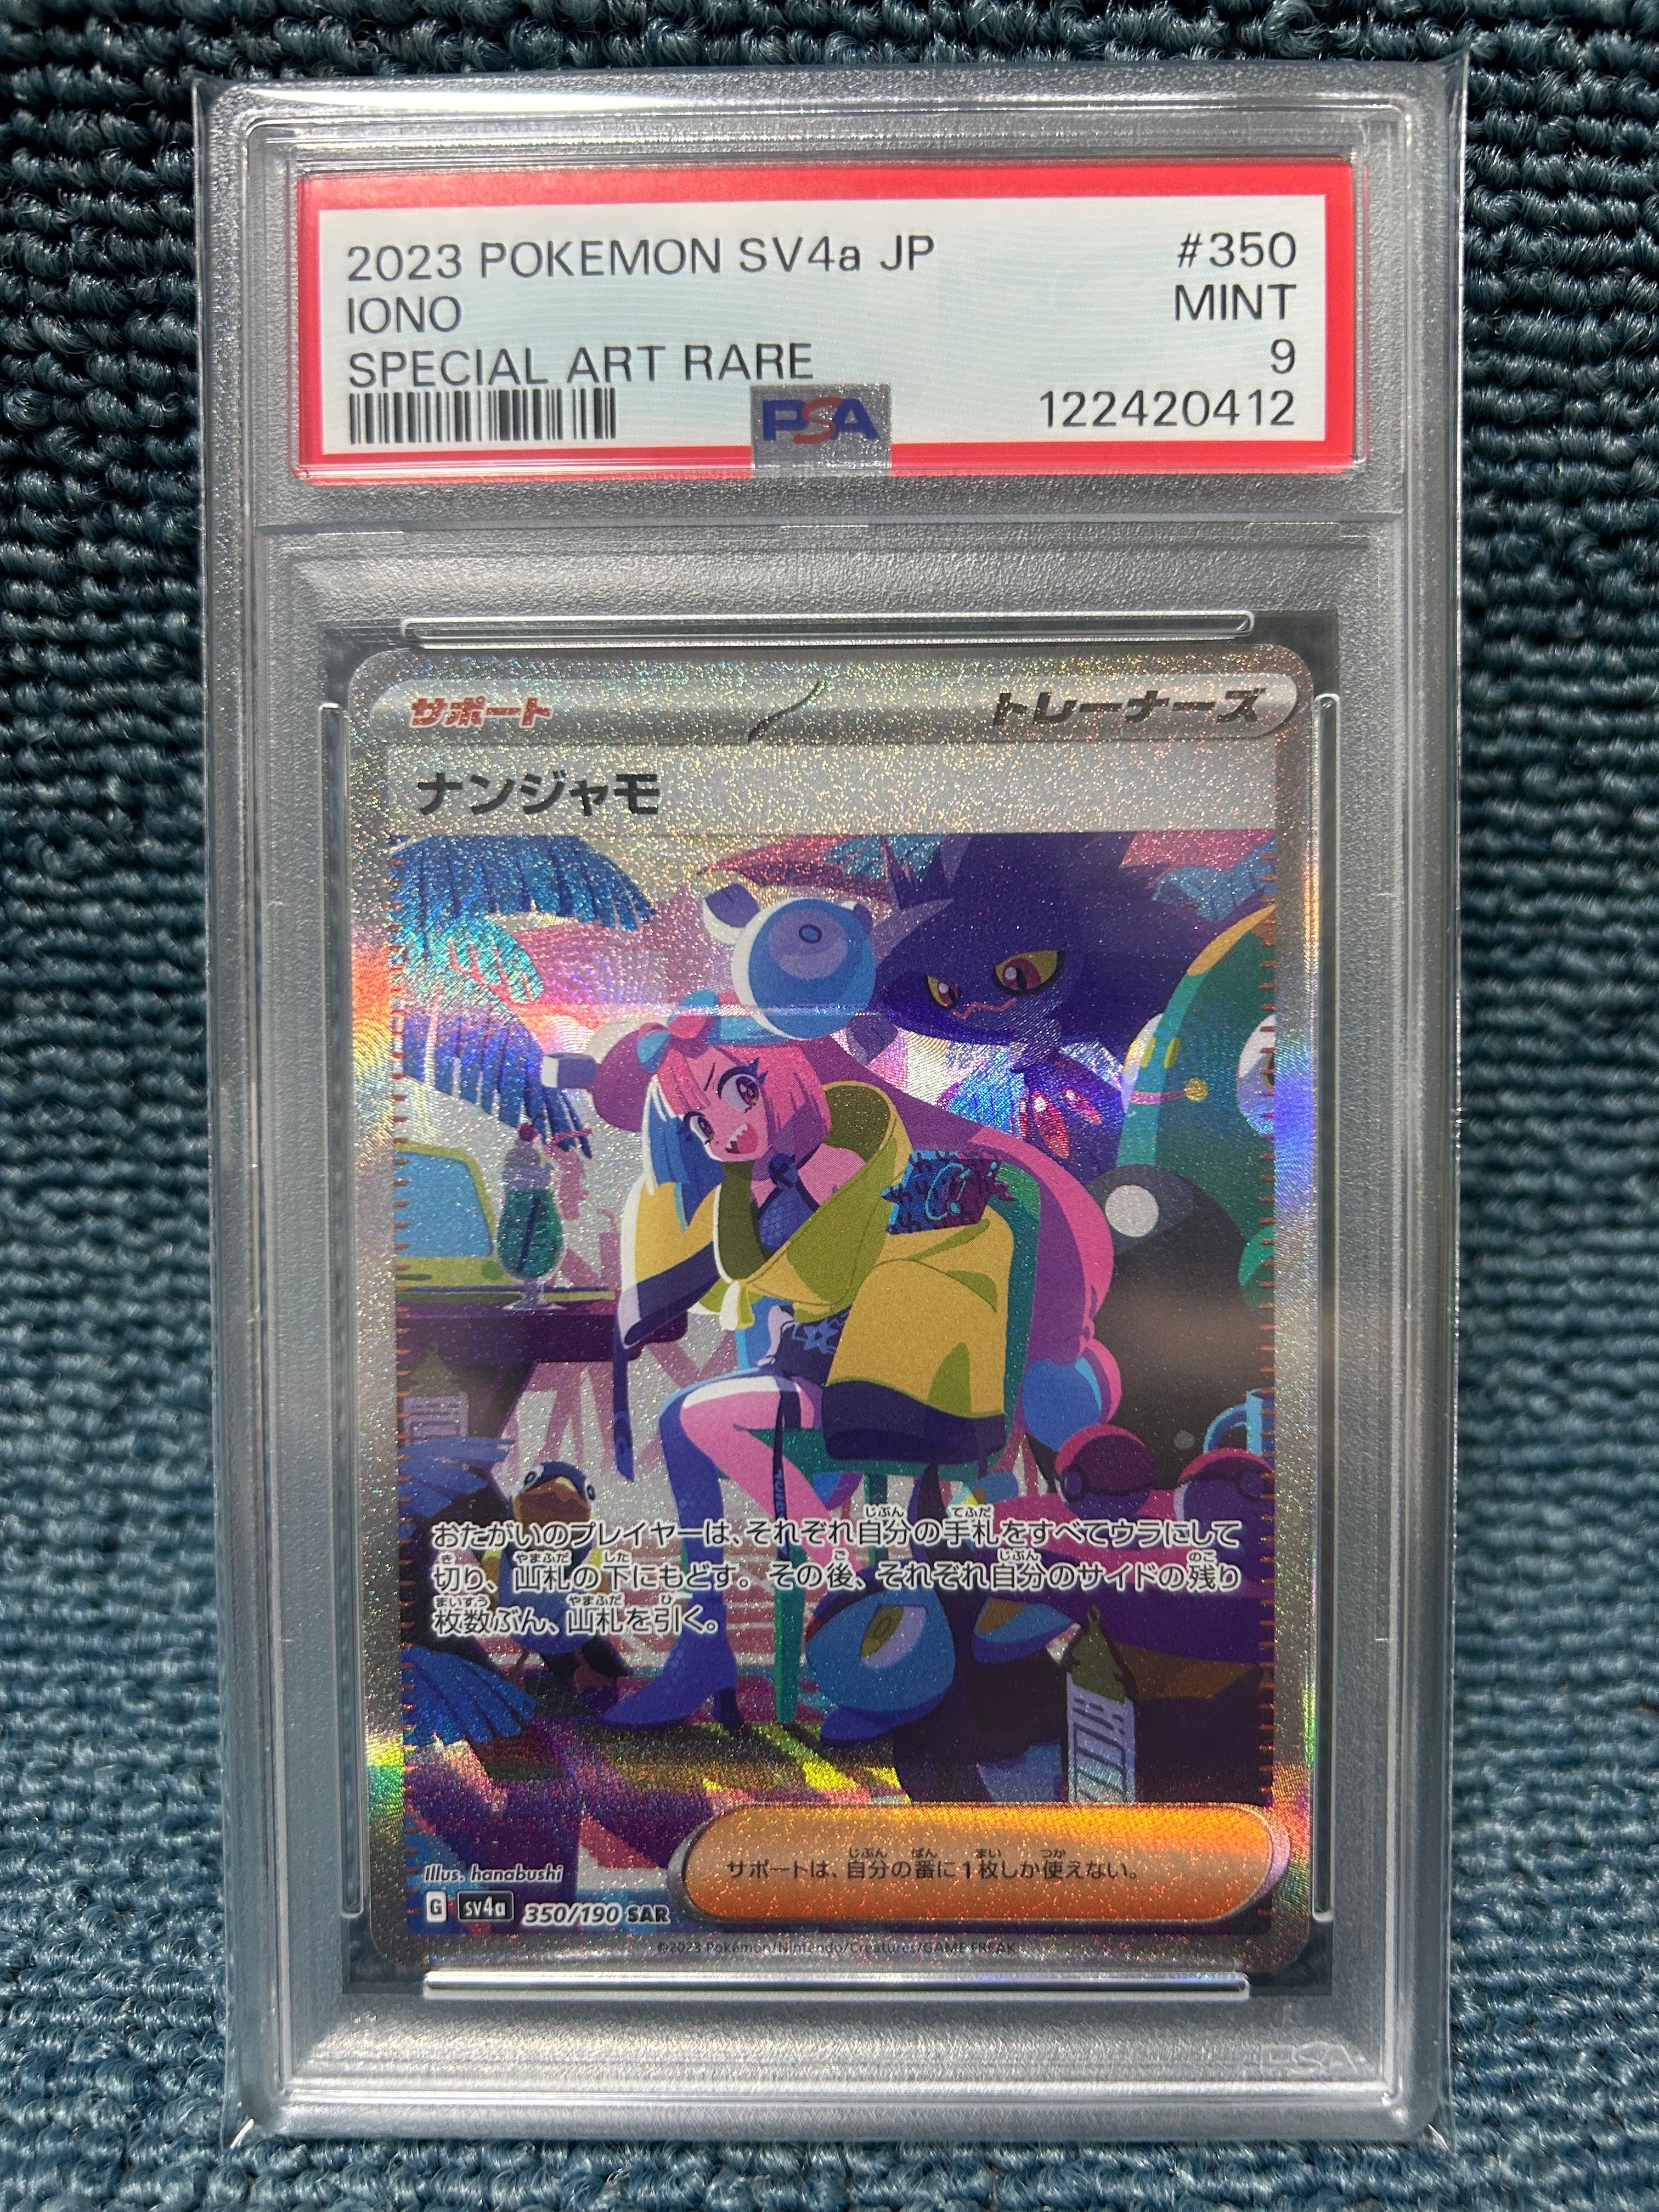 2023 POKEMON SV4a JP #350
IONO MINT
SPECIAL ART RARE 9
PSA 122420412
サポート トレーナーズ
ナンジャモ
おたがいのプレイヤーは、それぞれ自分の手札をすべてウラにして
切り、山札の下にもどす。その後、それぞれ自分のサイドの残り
枚数ぶん、山札を引く。
サポートは、自分の番に1枚しか使えない。
Illus. hanabushi
G SV4a 350/190 SAR
©2023 Pokémon/Nintendo/Creatures/GAME FREAK
PSA